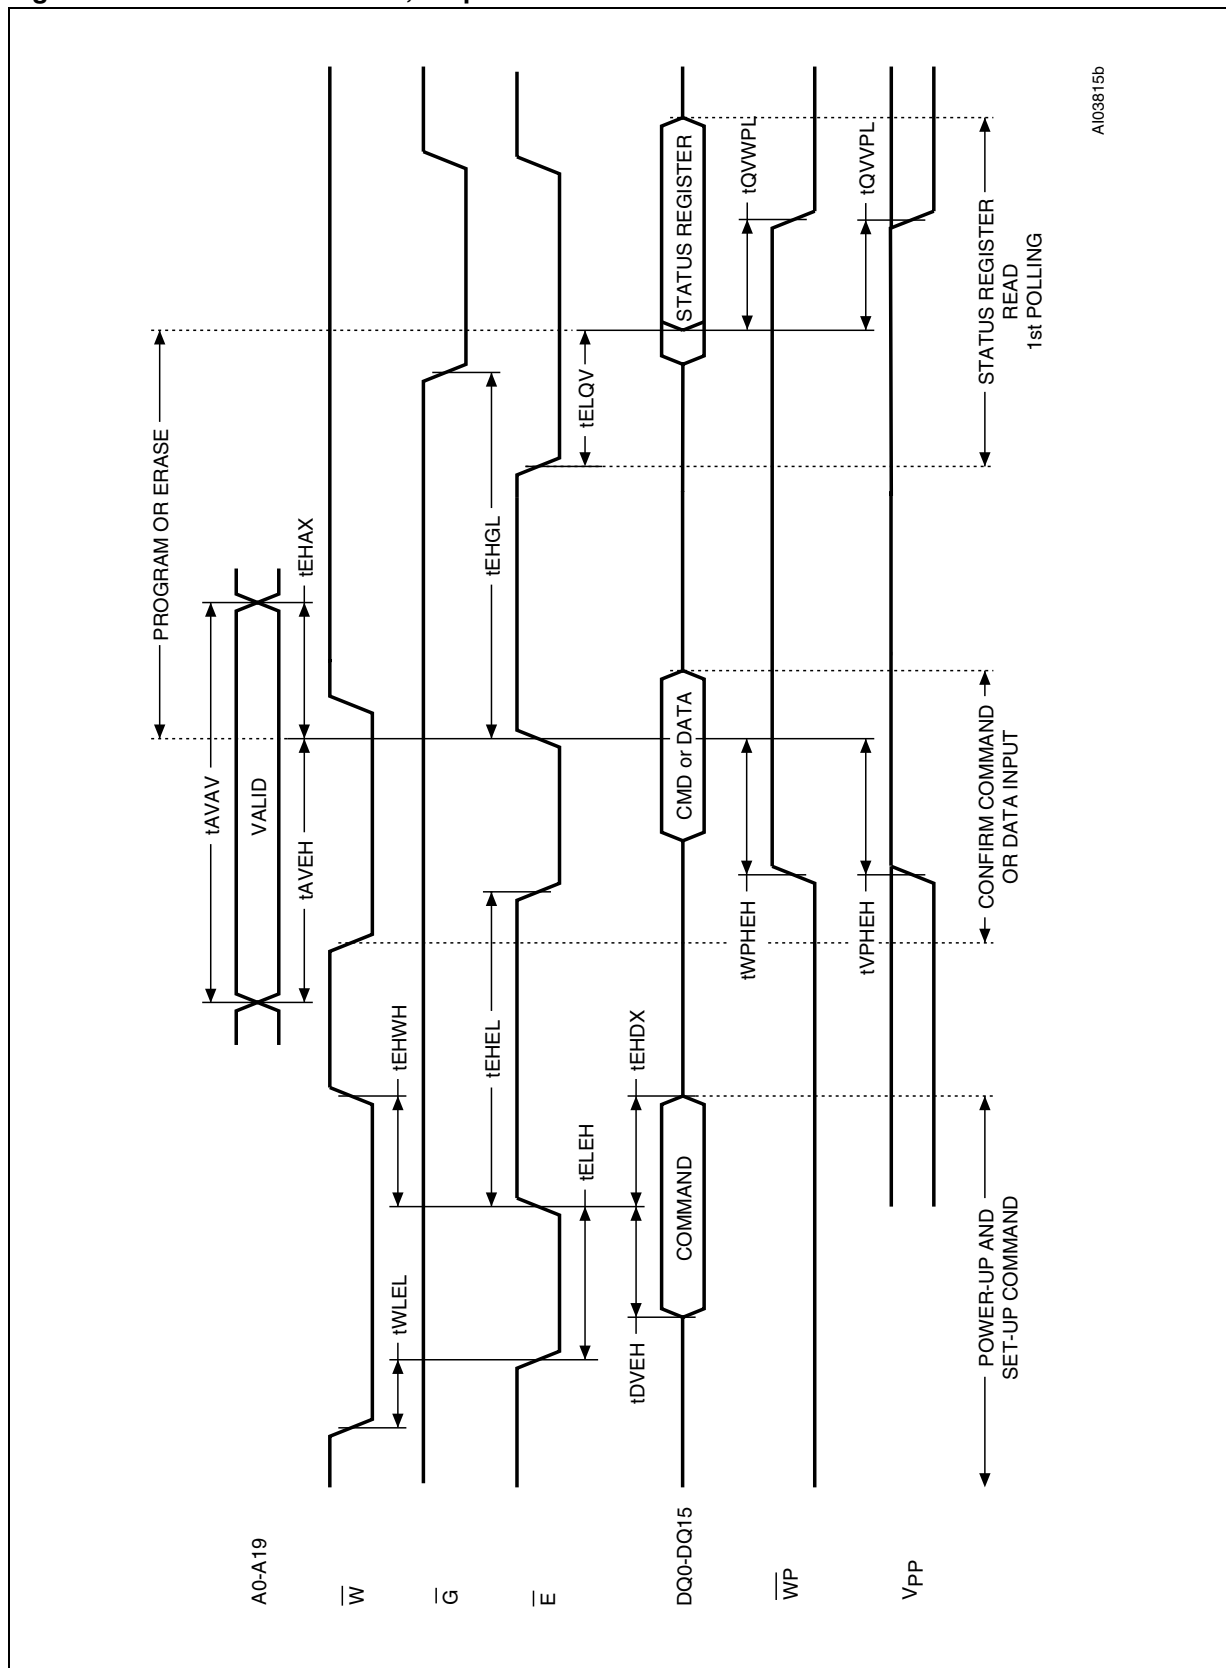 PROGRAM OR ERASE
tAVAV
A0-A19
VALID
tAVEH
tEHAX
W
tWLEL
tEHWH
G
tEHEL
tEHGL
E
tELEH
tELQV
tDVEH
tEHDX
DQ0-DQ15
COMMAND
CMD or DATA
STATUS REGISTER
tWPHEH
tQVWPL
WP
tVPHEH
tQVVPL
VPP
POWER-UP AND
SET-UP COMMAND
CONFIRM COMMAND
OR DATA INPUT
STATUS REGISTER
READ
1st POLLING
AI03815b